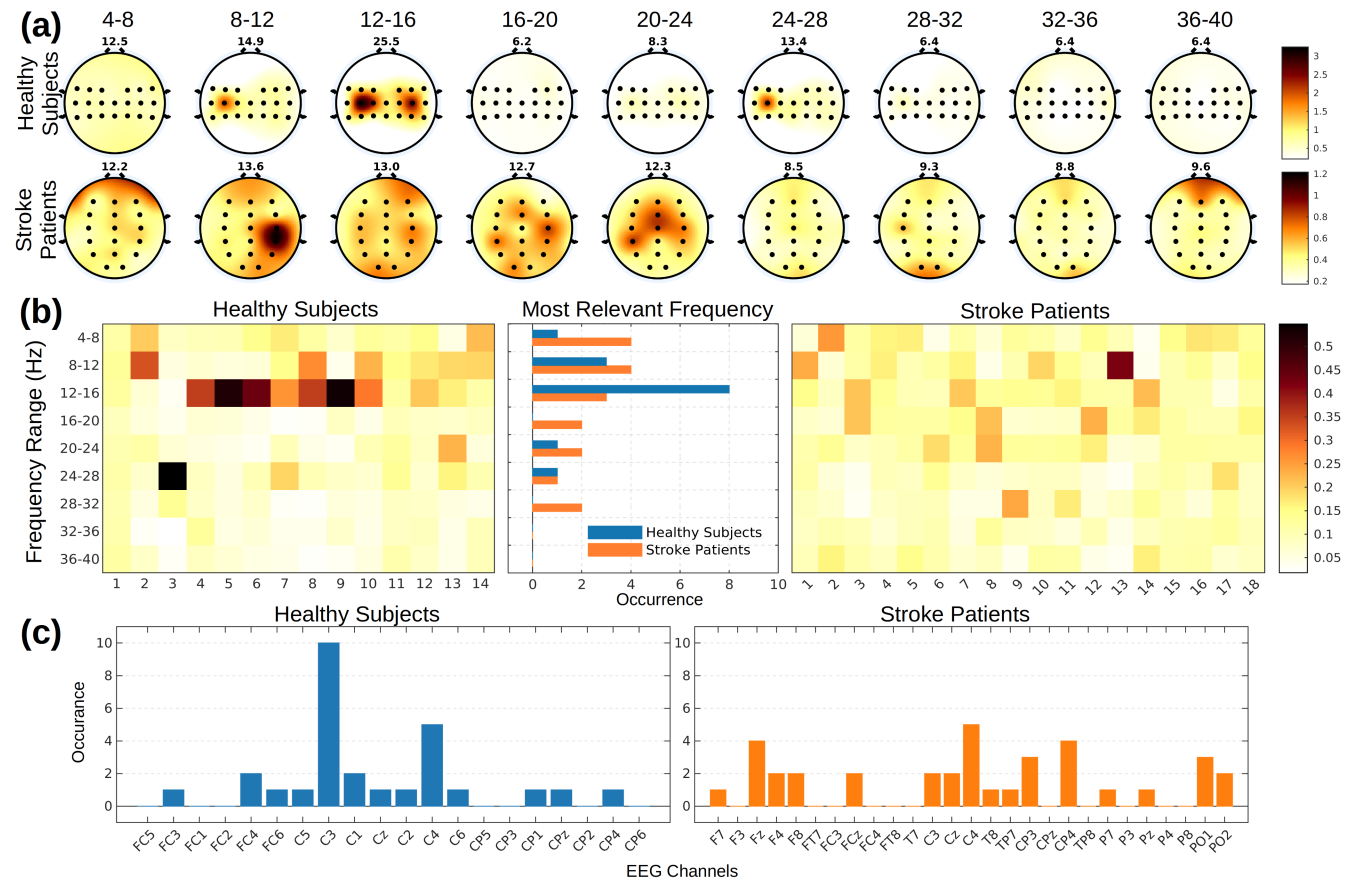 (a)
4-8 8-12 12-16 16-20 20-24 24-28 28-32 32-36 36-40
Healthy
Subjects
12.5 14.9 25.5 6.2 8.3 13.4 6.4 6.4 6.4
3
2.5
2
1.5
1
0.5
Stroke
Patients
12.2 13.6 13.0 12.7 12.3 8.5 9.3 8.8 9.6
1.2
1
0.8
0.6
0.4
0.2
(b)
Healthy Subjects Most Relevant Frequency Stroke Patients
Frequency Range (Hz)
4-8
8-12
12-16
16-20
20-24
24-28
28-32
32-36
36-40
1 2 3 4 5 6 7 8 9 10 11 12 13 14
Healthy Subjects
Stroke Patients
0 2 4 6 8 10
Occurrence
1 2 3 4 5 6 7 8 9 10 11 12 13 14 15 16 17 18
0.5
0.45
0.4
0.35
0.3
0.25
0.2
0.15
0.1
0.05
(c)
Healthy Subjects Stroke Patients
Occurance
10
8
6
4
2
0
FC5 FC3 FC1 FC2 FC4 FC6 C5 C3 C1 Cz C2 C4 C6 CP5 CP3 CP1 CPz CP2 CP4 CP6
10
8
6
4
2
0
F7 F3 Fz F4 F8 FT7 FC3 FCz FC4 FT8 T7 C3 Cz C4 T8 TP7 CP3 CPz CP4 TP8 P7 P3 Pz P4 P8 PO1 PO2
EEG Channels